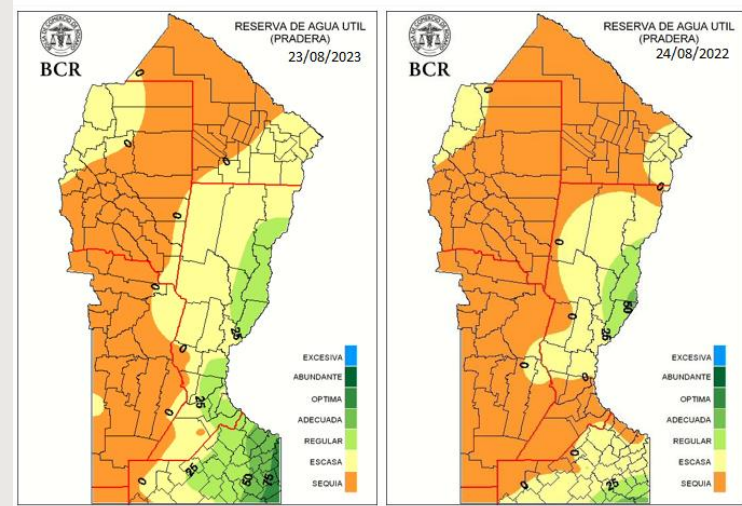 BCR
RESERVA DE AGUA UTIL
(PRADERA)
23/08/2023
0
0
0
0
0
0
0
25
25
25
50
75
0
EXCESIVA
ABUNDANTE
OPTIMA
ADECUADA
REGULAR
ESCASA
SEQUIA
BCR
RESERVA DE AGUA UTIL
(PRADERA)
24/08/2022
0
0
0
50
0
25
0
0
0
0
25
EXCESIVA
ABUNDANTE
OPTIMA
ADECUADA
REGULAR
ESCASA
SEQUIA